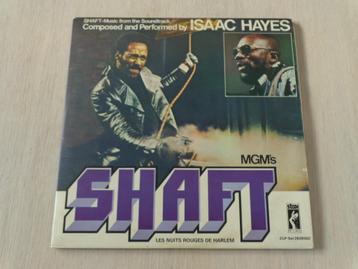 SHAFT-Music from the Soundtrack
Composed and Performed by ISAAC HAYES
MGM's
SHAFT
LES NUITS ROUGES DE HARLEM